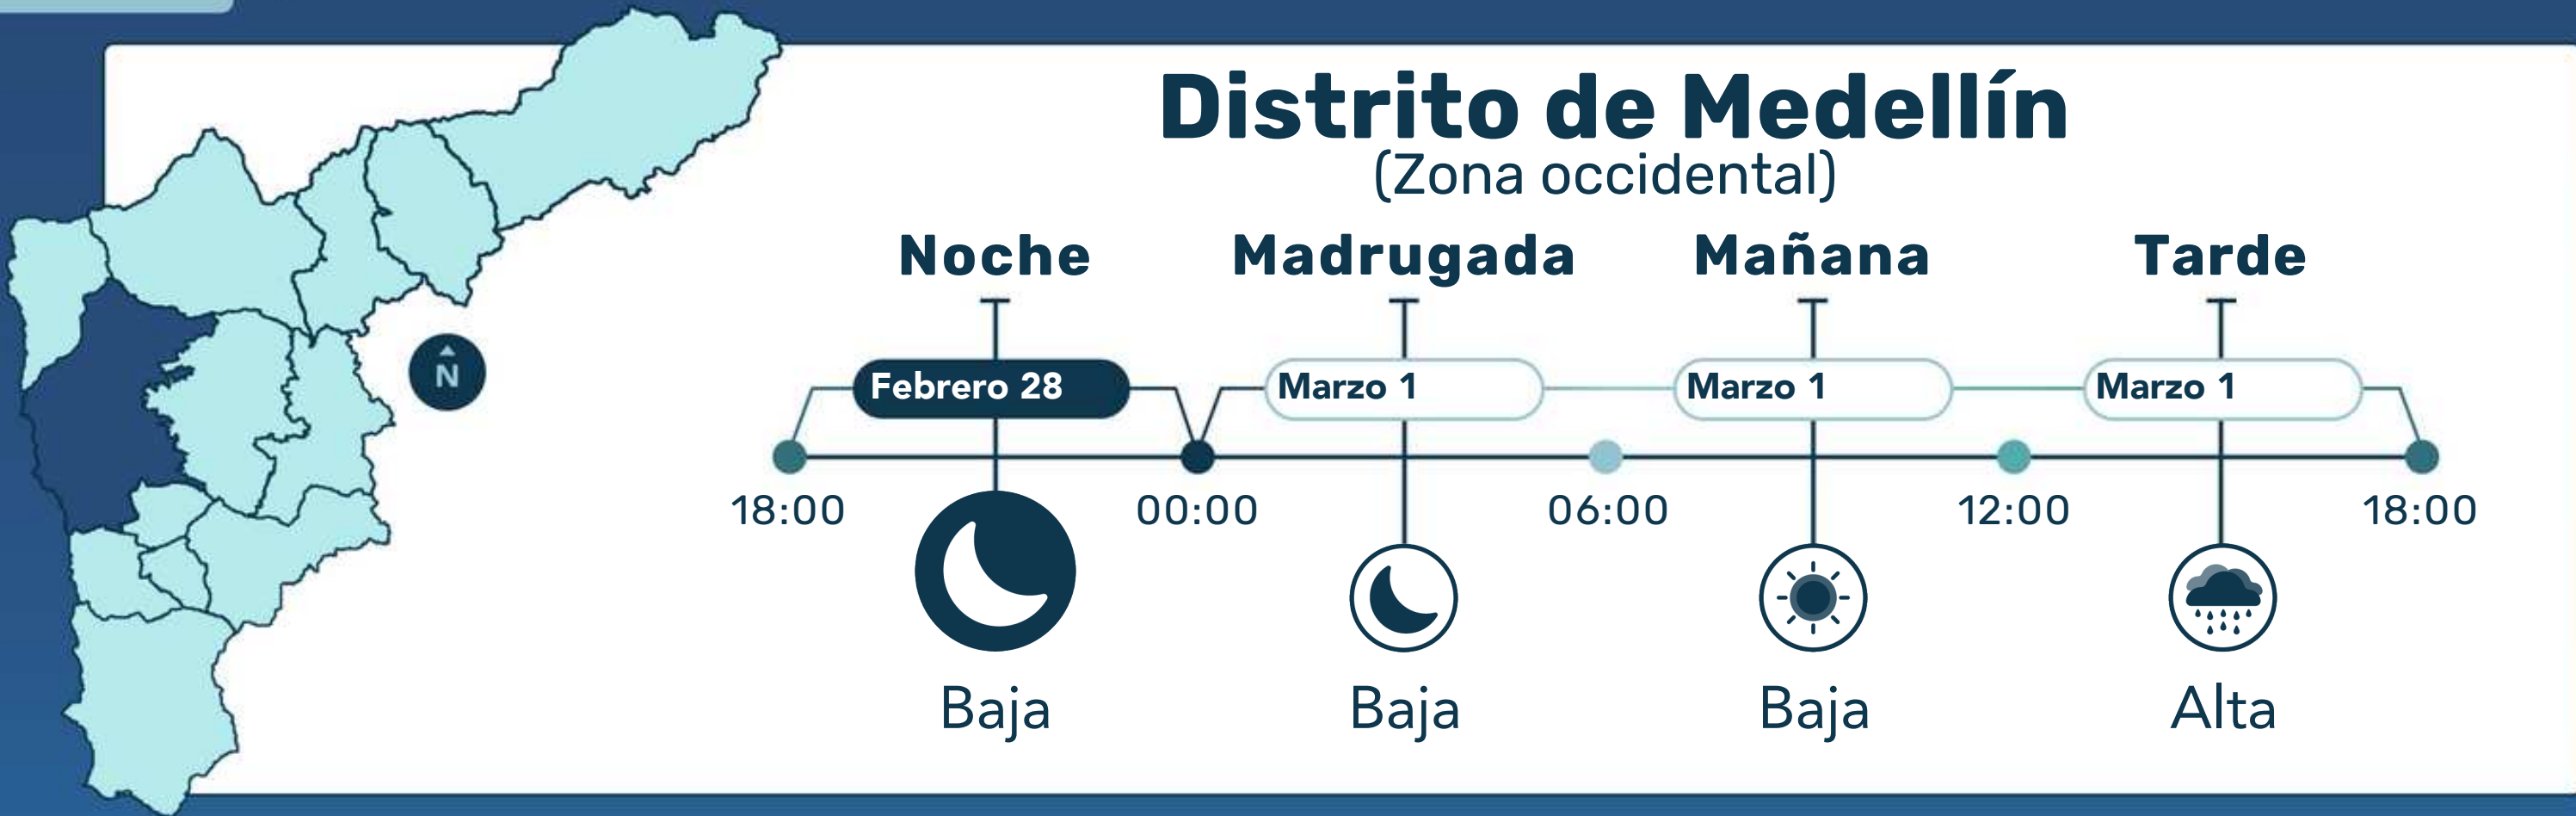 Distrito de Medellín
(Zona occidental)
Noche Madrugada Mañana Tarde
Febrero 28 Marzo 1 Marzo 1 Marzo 1
N
18:00 00:00 06:00 12:00 18:00
Baja Baja Baja Alta